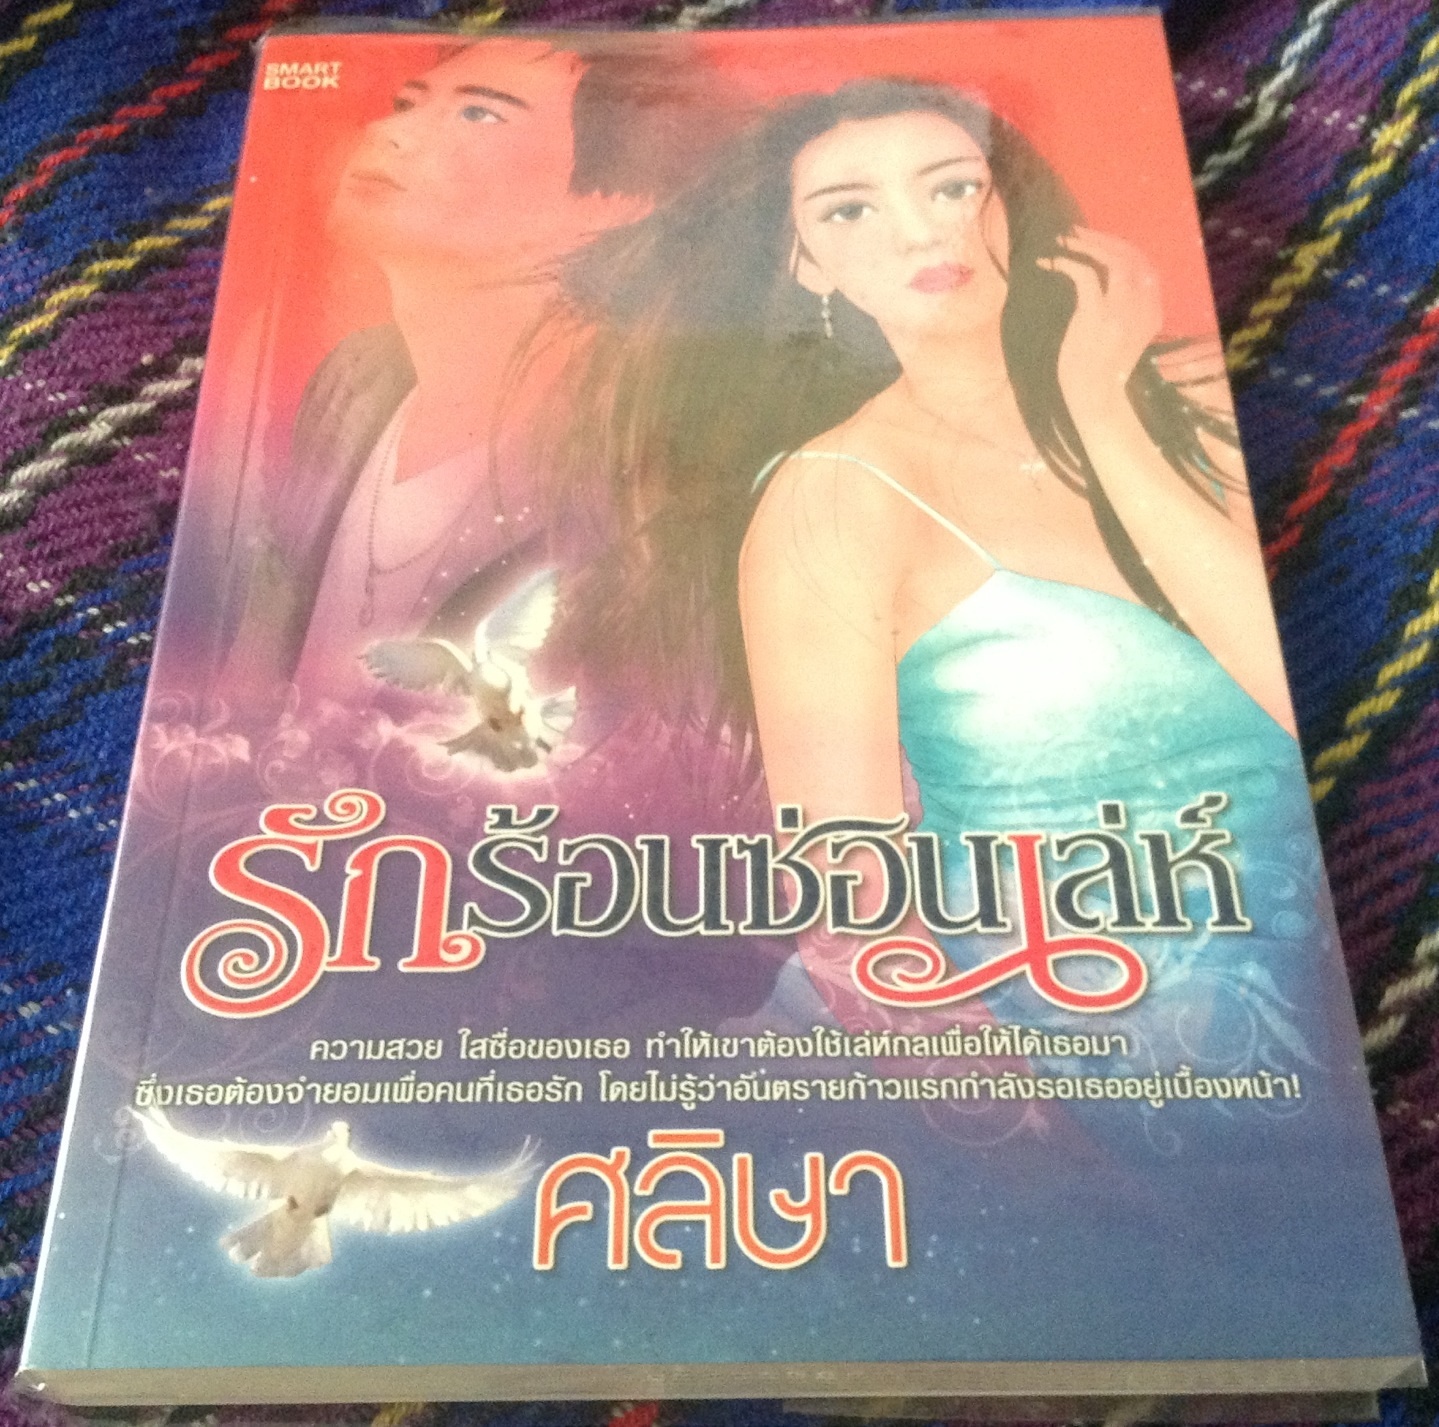 SMART
BOOK
รักร้อนซ่อนเล่ห์
ความสวย ใสซื่อของเธอ ทำให้เขาต้องใช้เล่ห์กลเพื่อให้ได้เธอมา
ซึ่งเธอต้องจำยอมเพื่อคนที่เธอรัก โดยไม่รู้ว่าอันตรายก้าวแรกกำลังรอเธออยู่เบื้องหน้า!
ศลิษา